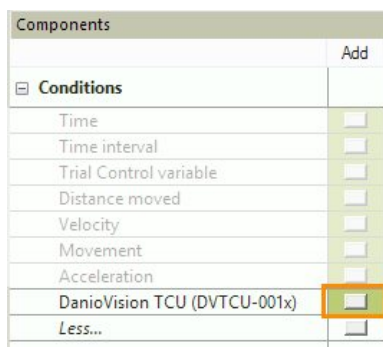 Components
Add
Conditions
Time
Time interval
Trial Control variable
Distance moved
Velocity
Movement
Acceleration
DanioVision TCU (DVTCU-001x)
Less...